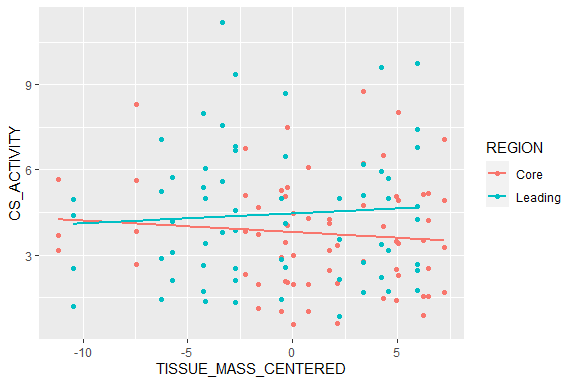 9
6
3
CS_ACTIVITY
-10
-5
0
5
TISSUE_MASS_CENTERED
REGION
Core
Leading